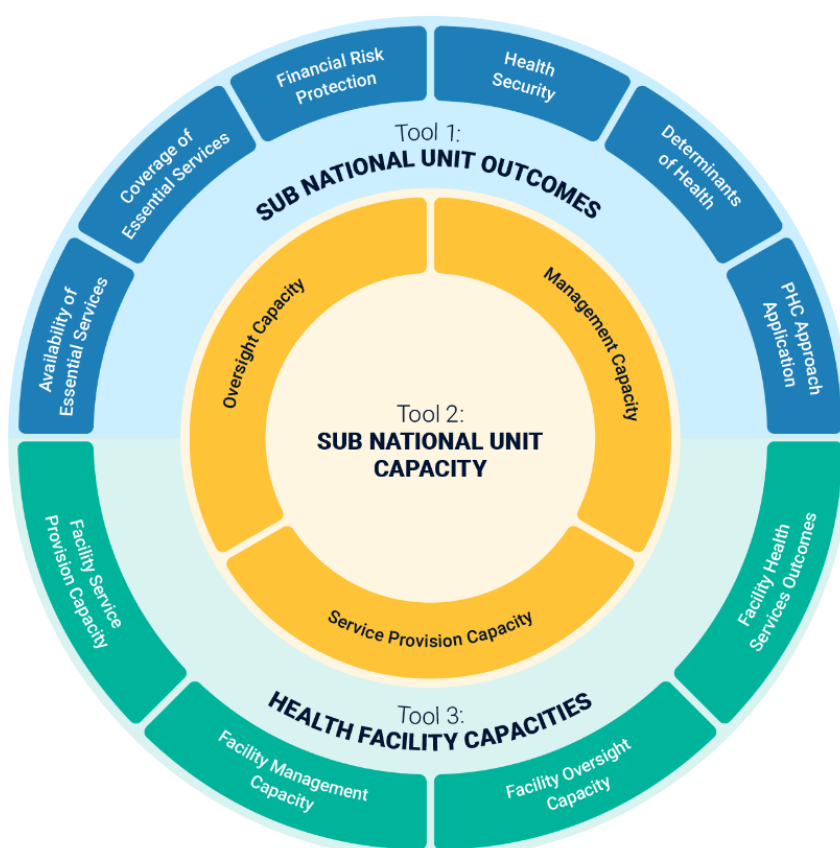 Financial Risk
Protection
Health
Security
Coverage of
Essential Services
Determinants
of Health
Availability of
Essential Services
PHC Approach
Application
Tool 1:
SUB NATIONAL UNIT OUTCOMES
Oversight Capacity
Management Capacity
Tool 2:
SUB NATIONAL UNIT
CAPACITY
Service Provision Capacity
Tool 3:
HEALTH FACILITY CAPACITIES
Facility Service
Provision Capacity
Facility Management
Capacity
Facility Oversight
Capacity
Facility Health
Services Outcomes